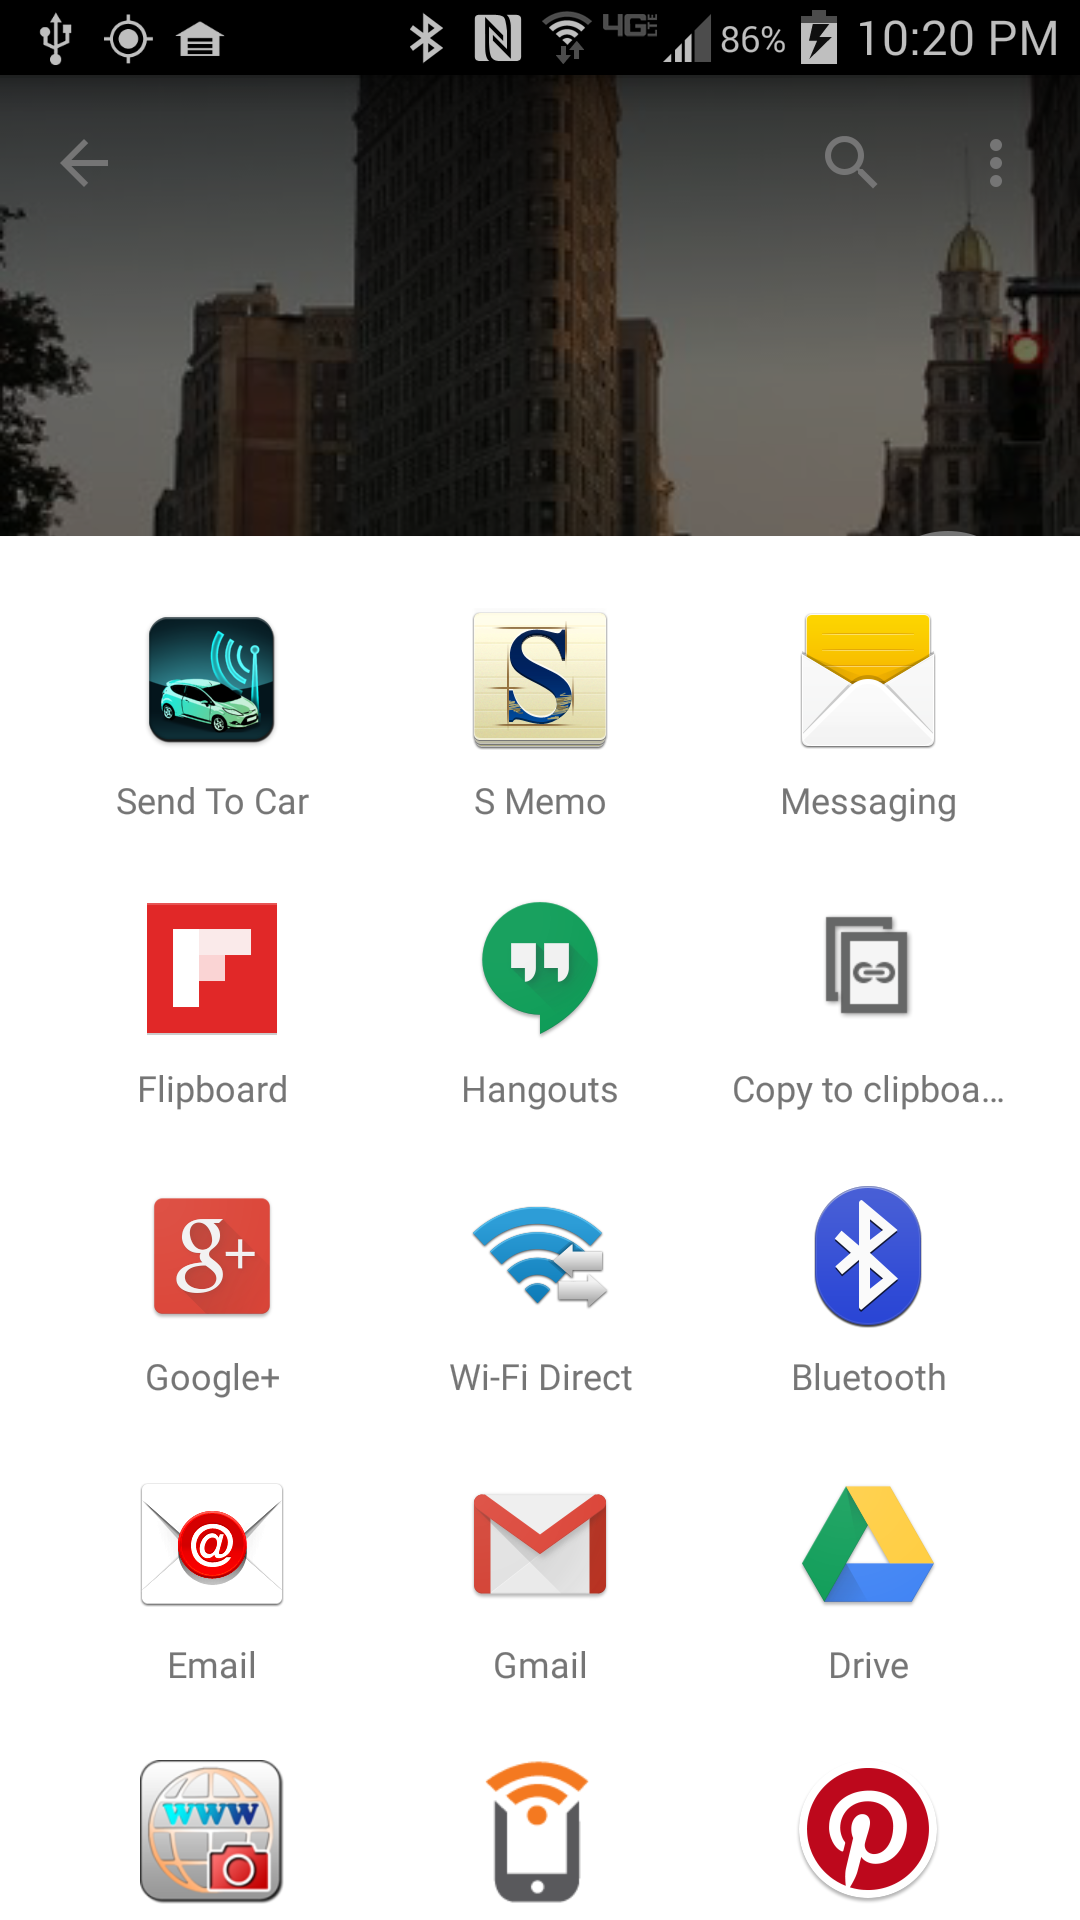 4G LTE 86% 10:20 PM
Send To Car S Memo Messaging
Flipboard Hangouts Copy to clipboa...
g+
Google+ Wi-Fi Direct Bluetooth
@
Email Gmail Drive
WWW